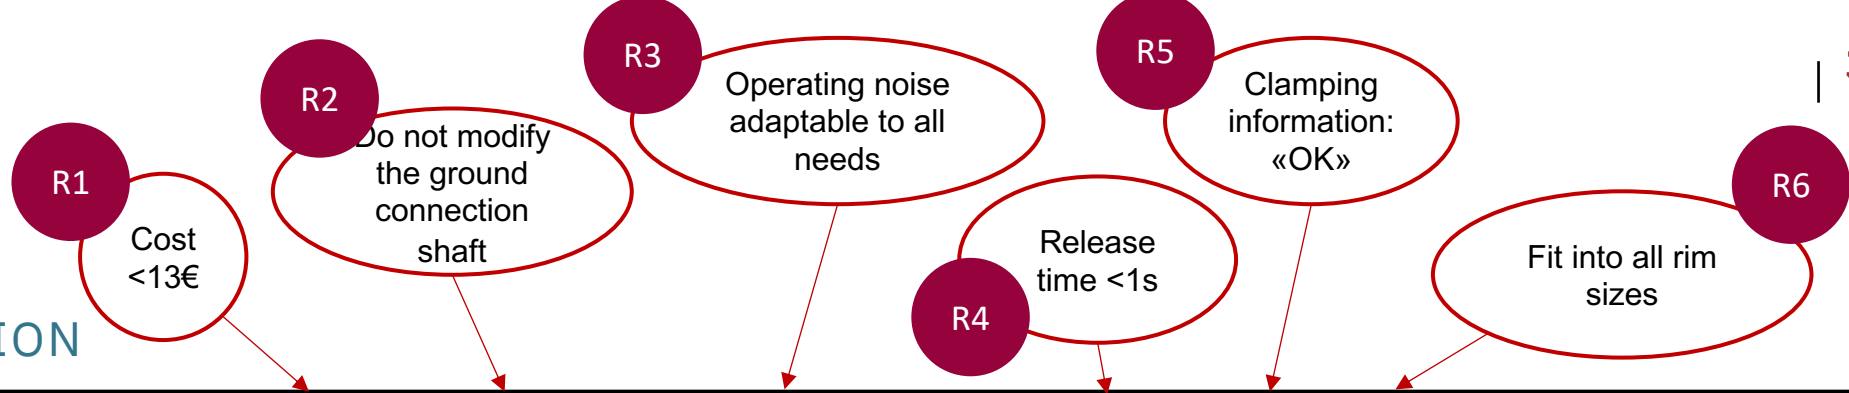 R1
Cost
<13€
R2
Do not modify
the ground
connection
shaft
R3
Operating noise
adaptable to all
needs
R4
Release
time <1s
R5
Clamping
information:
«OK»
R6
Fit into all rim
sizes
ION
|